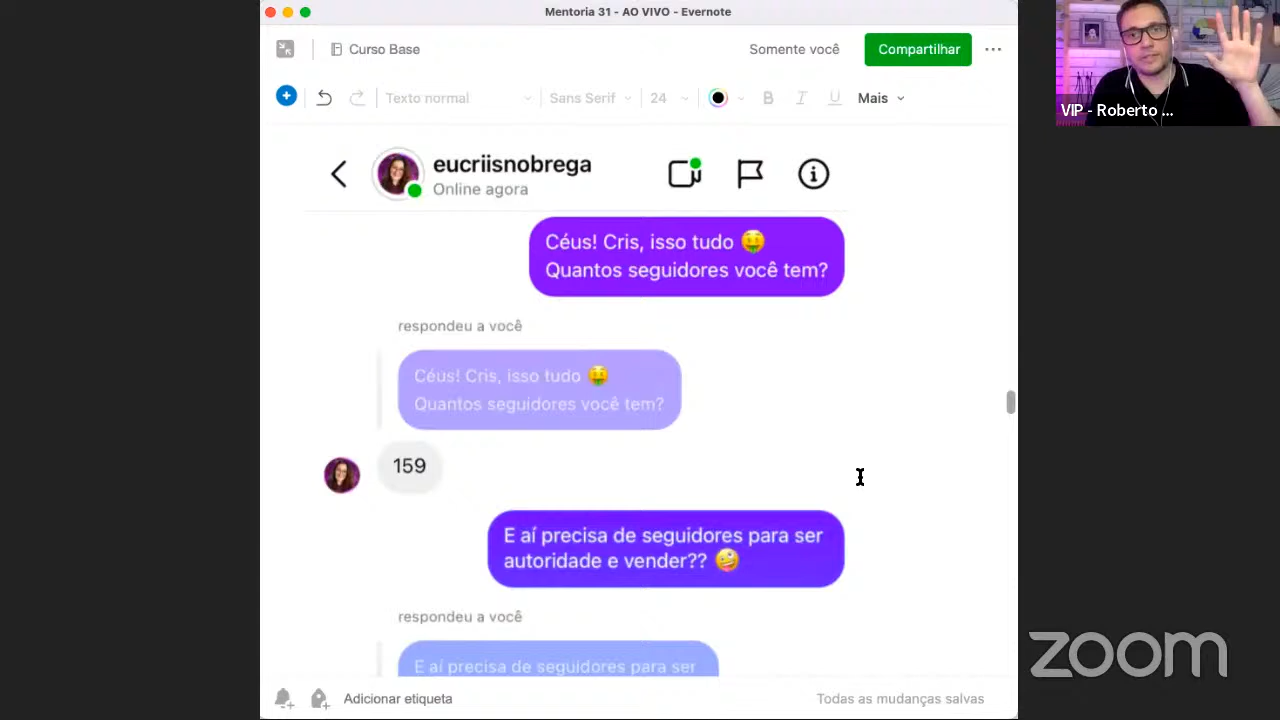 Mentoria 31 - AO VIVO - Evernote
Curso Base
Somente você
Compartilhar
Texto normal
Sans Serif
24
B
I
U
Mais
VIP - Roberto ...
eucriisnobrega
Online agora
Céus! Cris, isso tudo 🤑
Quantos seguidores você tem?
respondeu a você
Céus! Cris, isso tudo 🤑
Quantos seguidores você tem?
159
E aí precisa de seguidores para ser
autoridade e vender?? 🤪
respondeu a você
E aí precisa de seguidores para ser
Adicionar etiqueta
Todas as mudanças salvas
zoom